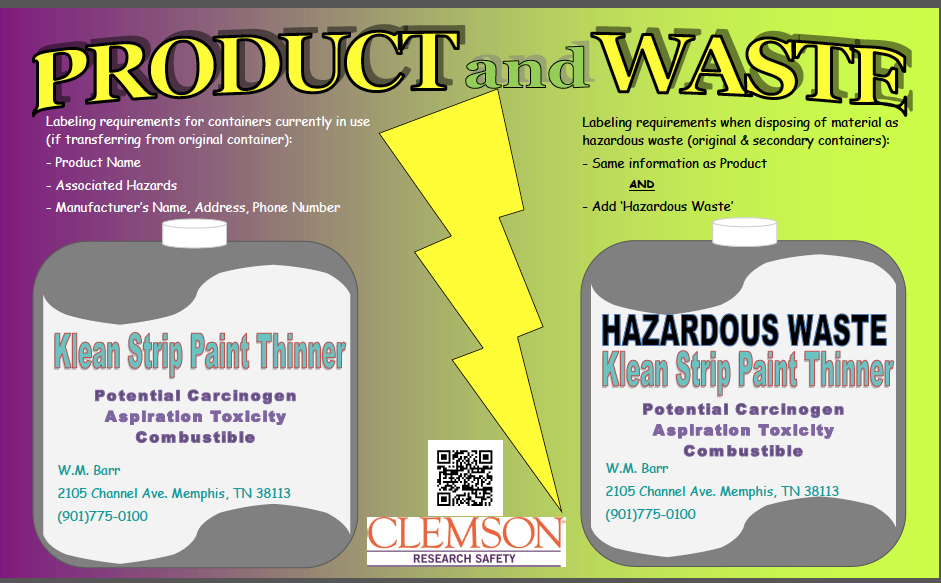 PRODUCT and WASTE
Labeling requirements for containers currently in use
(if transferring from original container):
- Product Name
- Associated Hazards
- Manufacturer's Name, Address, Phone Number
Klean Strip Paint Thinner
Potential Carcinogen
Aspiration Toxicity
Combustible
W.M. Barr
2105 Channel Ave. Memphis, TN 38113
(901)775-0100
Labeling requirements when disposing of material as
hazardous waste (original & secondary containers):
- Same information as Product
AND
- Add 'Hazardous Waste'
HAZARDOUS WASTE
Klean Strip Paint Thinner
Potential Carcinogen
Aspiration Toxicity
Combustible
W.M. Barr
2105 Channel Ave. Memphis, TN 38113
(901)775-0100
CLEMSON®
RESEARCH SAFETY